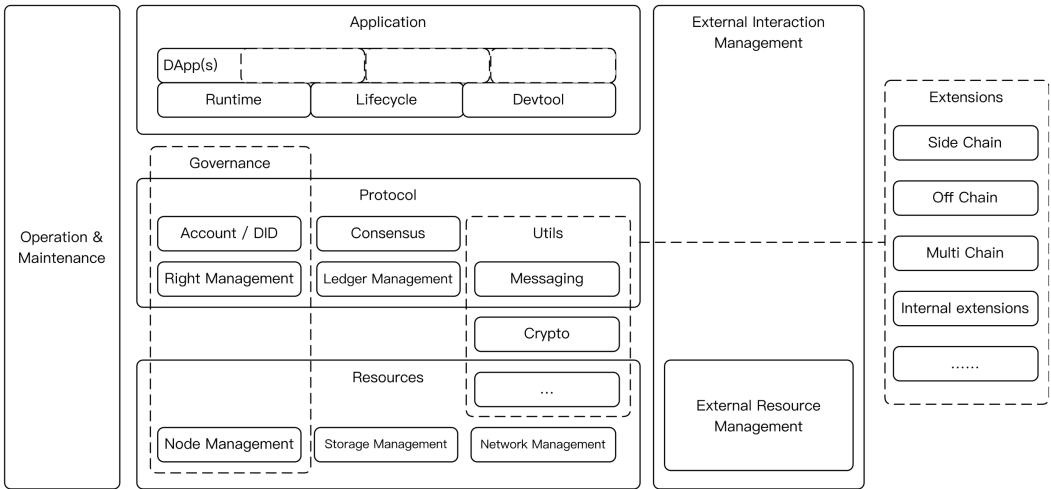 Operation &
Maintenance
Application
DApp(s)
Runtime
Lifecycle
Devtool
Governance
Protocol
Account / DID
Consensus
Utils
Right Management
Ledger Management
Messaging
Crypto
Resources
...
Node Management
Storage Management
Network Management
External Interaction
Management
External Resource
Management
Extensions
Side Chain
Off Chain
Multi Chain
Internal extensions
......